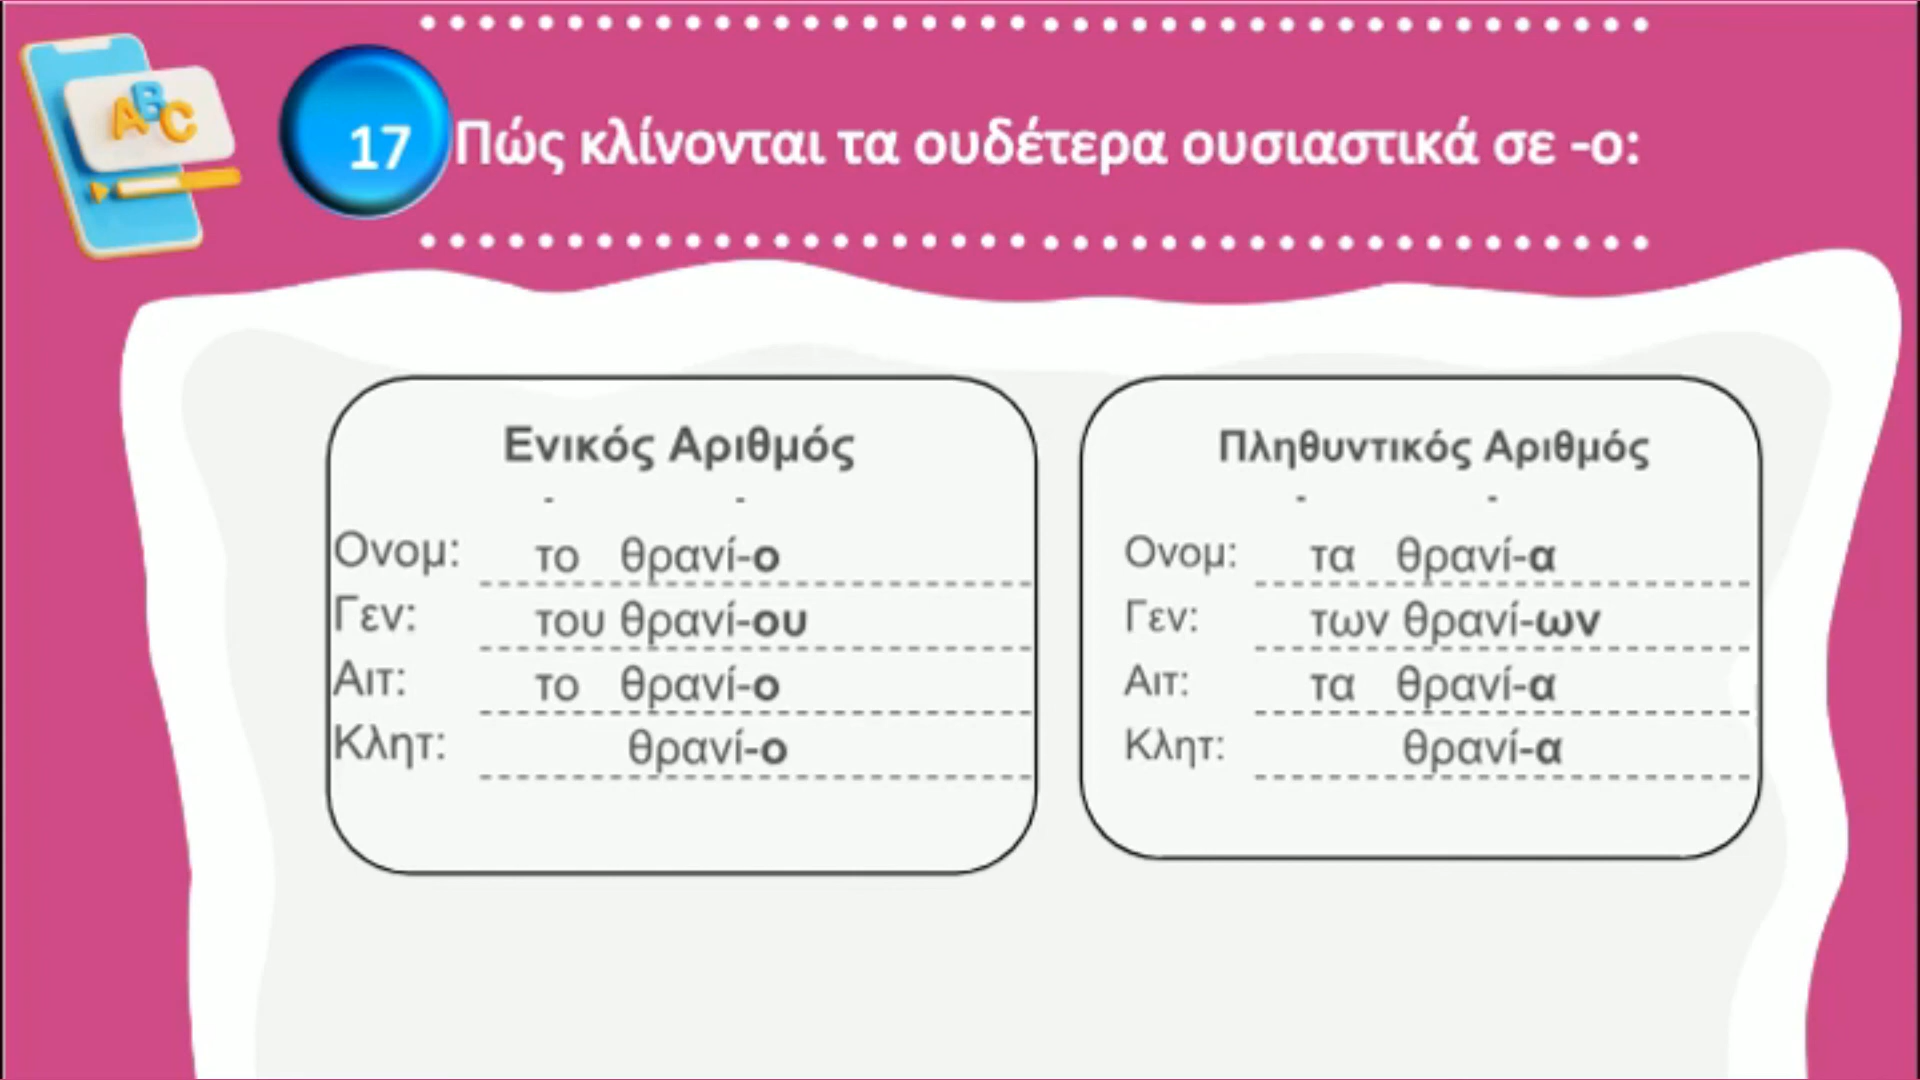 ABC
17 Πώς κλίνονται τα ουδέτερα ουσιαστικά σε -ο:
Ενικός Αριθμός
- -
Ονομ: το θρανί-ο
Γεν: του θρανί-ου
Αιτ: το θρανί-ο
Κλητ: θρανί-ο
Πληθυντικός Αριθμός
- -
Ονομ: τα θρανί-α
Γεν: των θρανί-ων
Αιτ: τα θρανί-α
Κλητ: θρανί-α